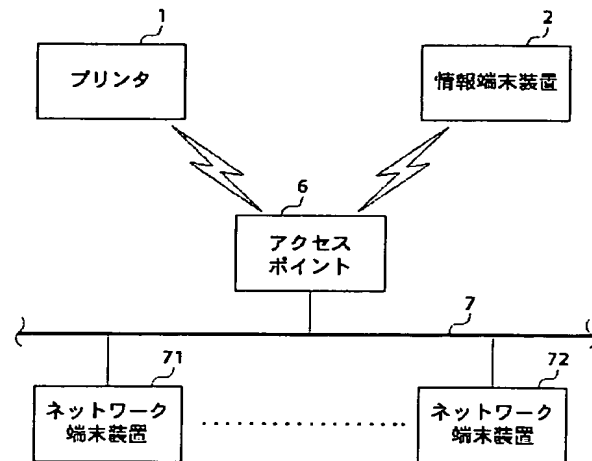 1
2
プリンタ
情報端末装置
6
アクセス
ポイント
7
71
72
ネットワーク
端末装置
ネットワーク
端末装置